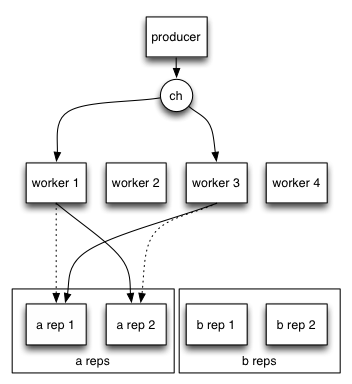 producer
ch
worker 1
worker 2
worker 3
worker 4
a rep 1
a rep 2
b rep 1
b rep 2
a reps
b reps